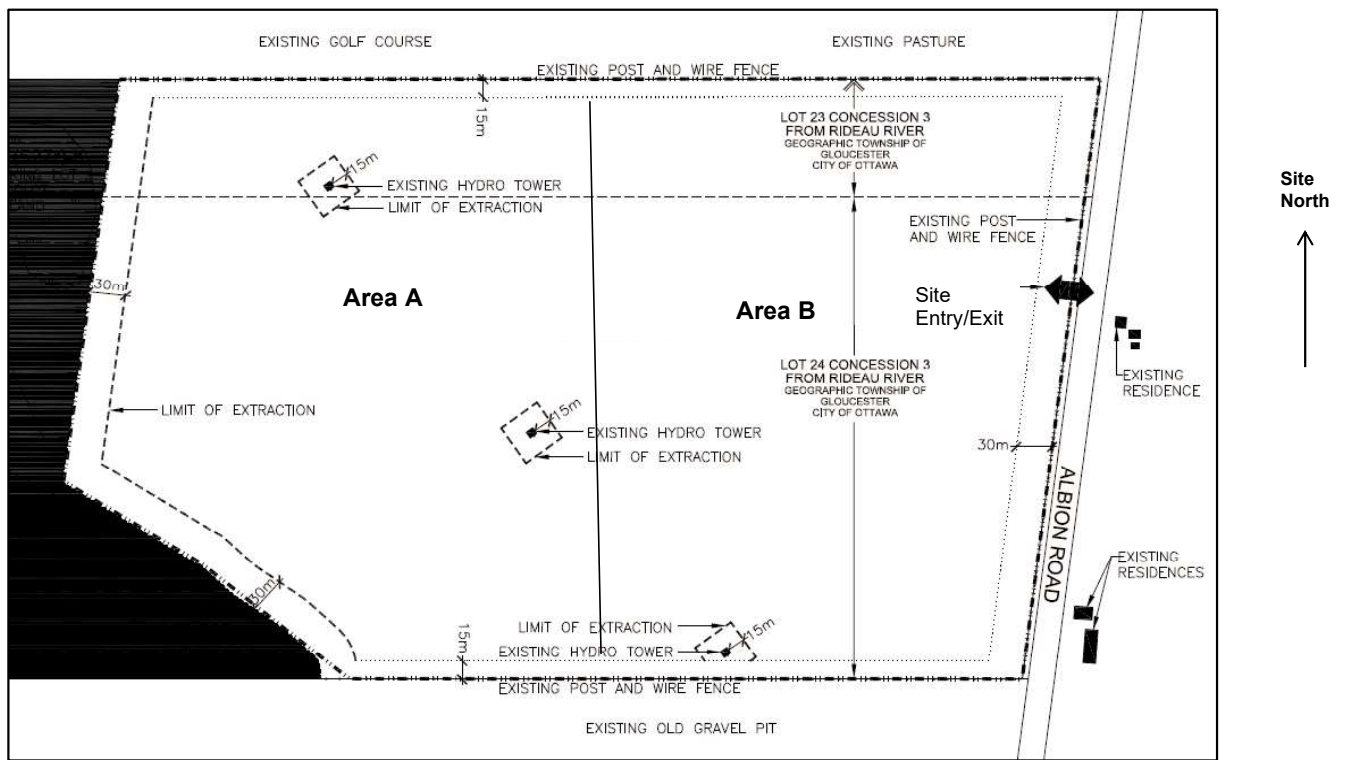 EXISTING GOLF COURSE
EXISTING PASTURE
EXISTING POST AND WIRE FENCE
15m
LOT 23 CONCESSION 3
FROM RIDEAU RIVER
GEOGRAPHIC TOWNSHIP OF
GLOUCESTER
CITY OF OTTAWA
15m
EXISTING HYDRO TOWER
LIMIT OF EXTRACTION
Site
North
EXISTING POST
AND WIRE FENCE
30m
Area A
Area B
Site
Entry/Exit
LOT 24 CONCESSION 3
FROM RIDEAU RIVER
GEOGRAPHIC TOWNSHIP OF
GLOUCESTER
CITY OF OTTAWA
EXISTING
RESIDENCE
LIMIT OF EXTRACTION
15m
EXISTING HYDRO TOWER
LIMIT OF EXTRACTION
30m
ALBION ROAD
EXISTING
RESIDENCES
30m
15m
LIMIT OF EXTRACTION
15m
EXISTING HYDRO TOWER
EXISTING POST AND WIRE FENCE
EXISTING OLD GRAVEL PIT